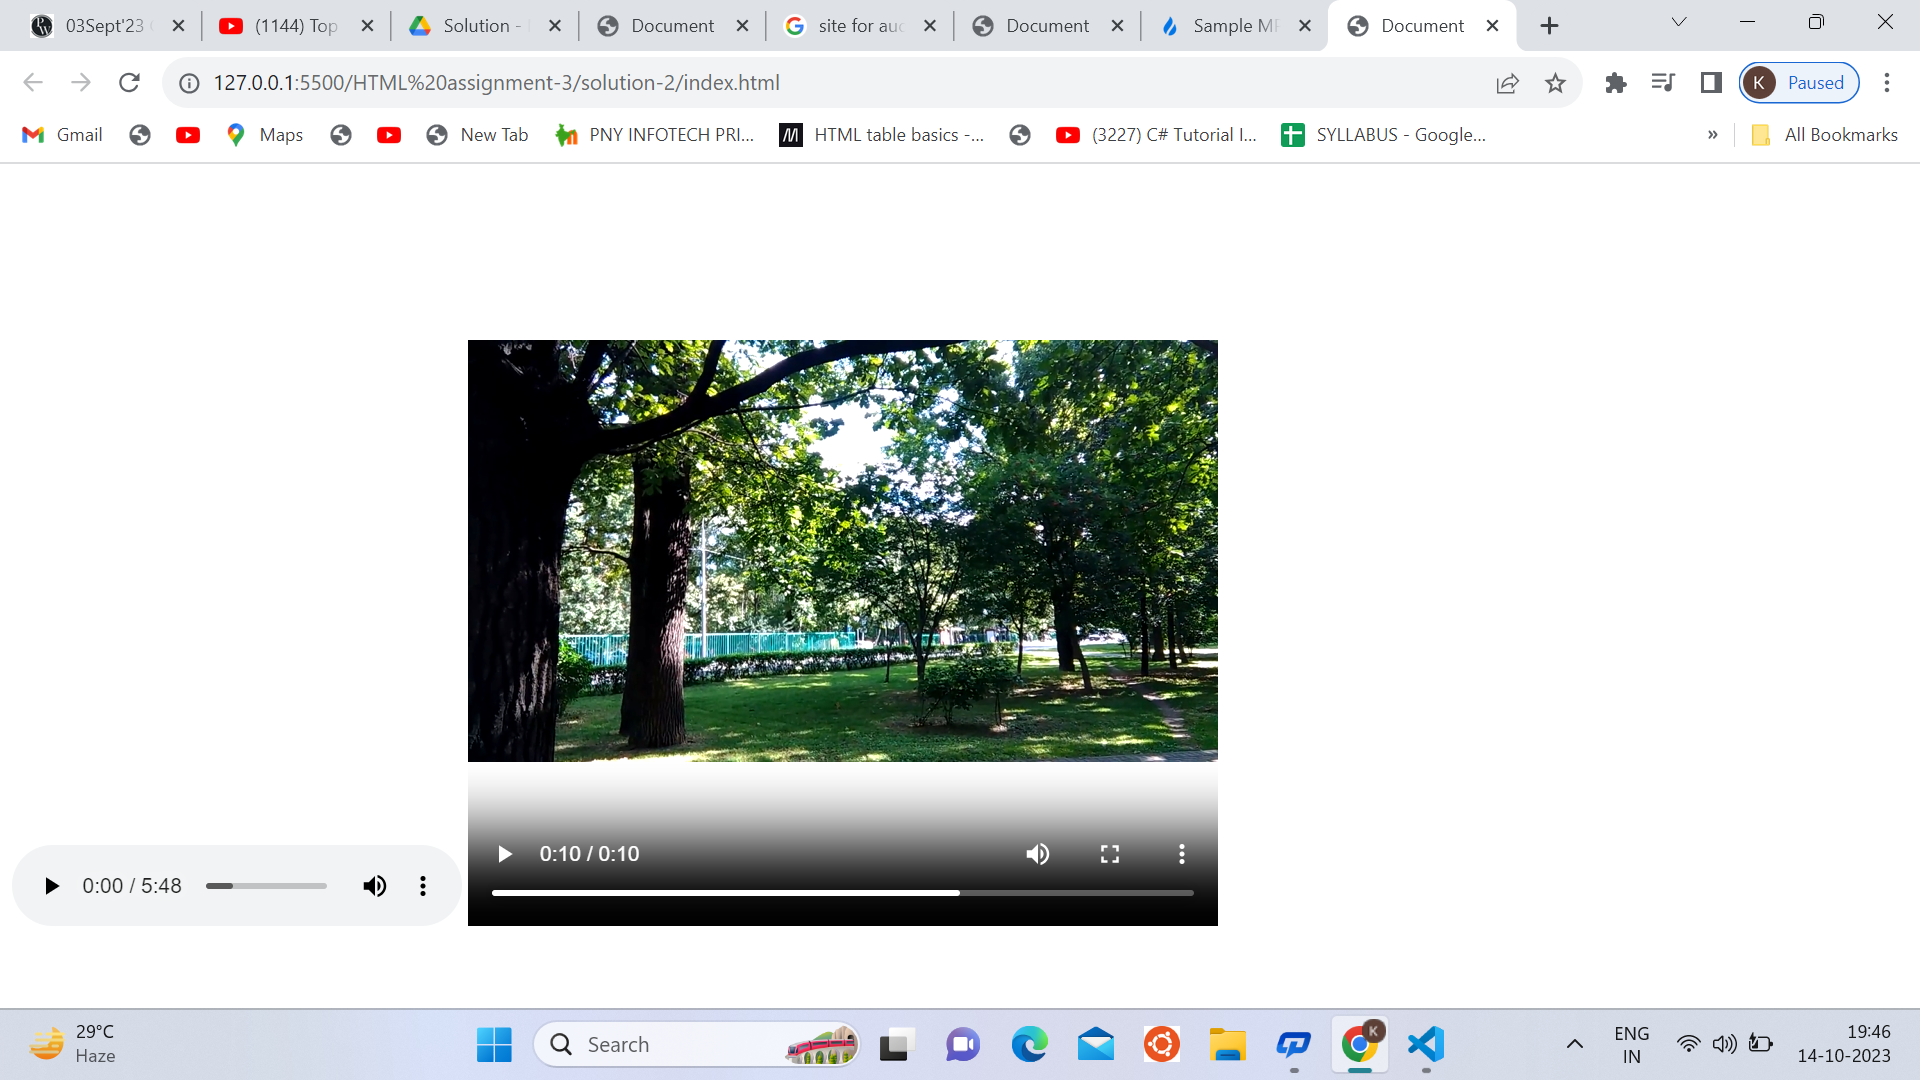 03Sept'23
(1144) Top
Solution -
Document
site for auc
Document
Sample MP
Document
127.0.0.1:5500/HTML%20assignment-3/solution-2/index.html
K Paused
Gmail
Maps
New Tab
PNY INFOTECH PRI...
HTML table basics -...
(3227) C# Tutorial I...
SYLLABUS - Google...
»
All Bookmarks
0:10 / 0:10
0:00 / 5:48
29°C
Haze
Search
K
ENG
IN
19:46
14-10-2023